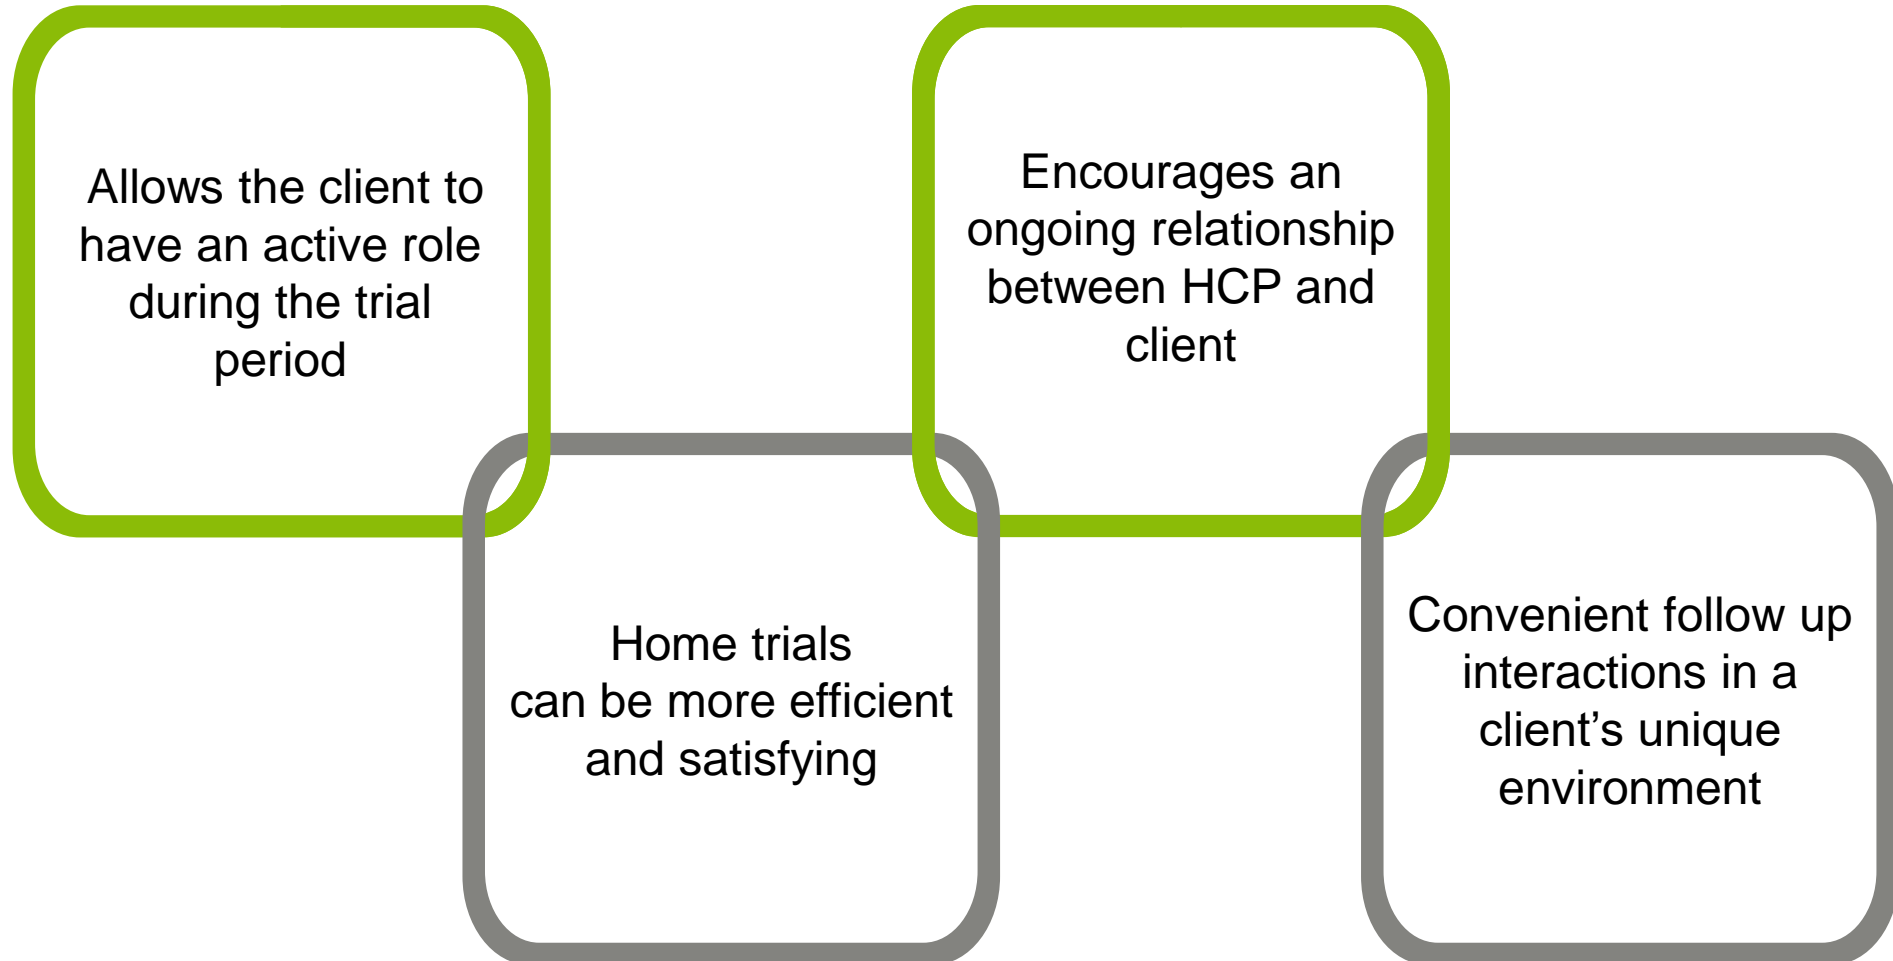 Allows the client to
have an active role
during the trial
period
Home trials
can be more efficient
and satisfying
Encourages an
ongoing relationship
between HCP and
client
Convenient follow up
interactions in a
client’s unique
environment